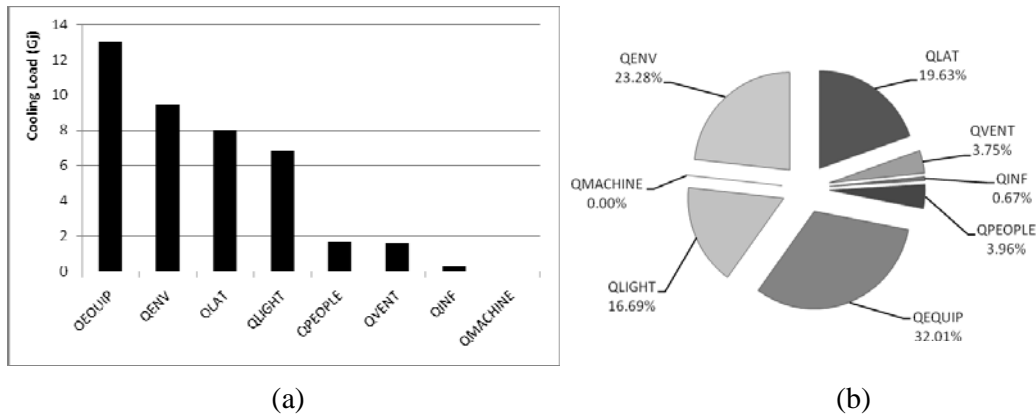 14
12
10
8
6
4
2
0
Cooling Load (Gj)
QEQUIP
QENV
QLAT
QLIGHT
QPEOPLE
QVENT
QINF
QMACHINE
(a)
QENV
23.28%
QLAT
19.63%
QVENT
3.75%
QMACHINE
0.00%
QINF
0.67%
QPEOPLE
3.96%
QLIGHT
16.69%
QEQUIP
32.01%
(b)